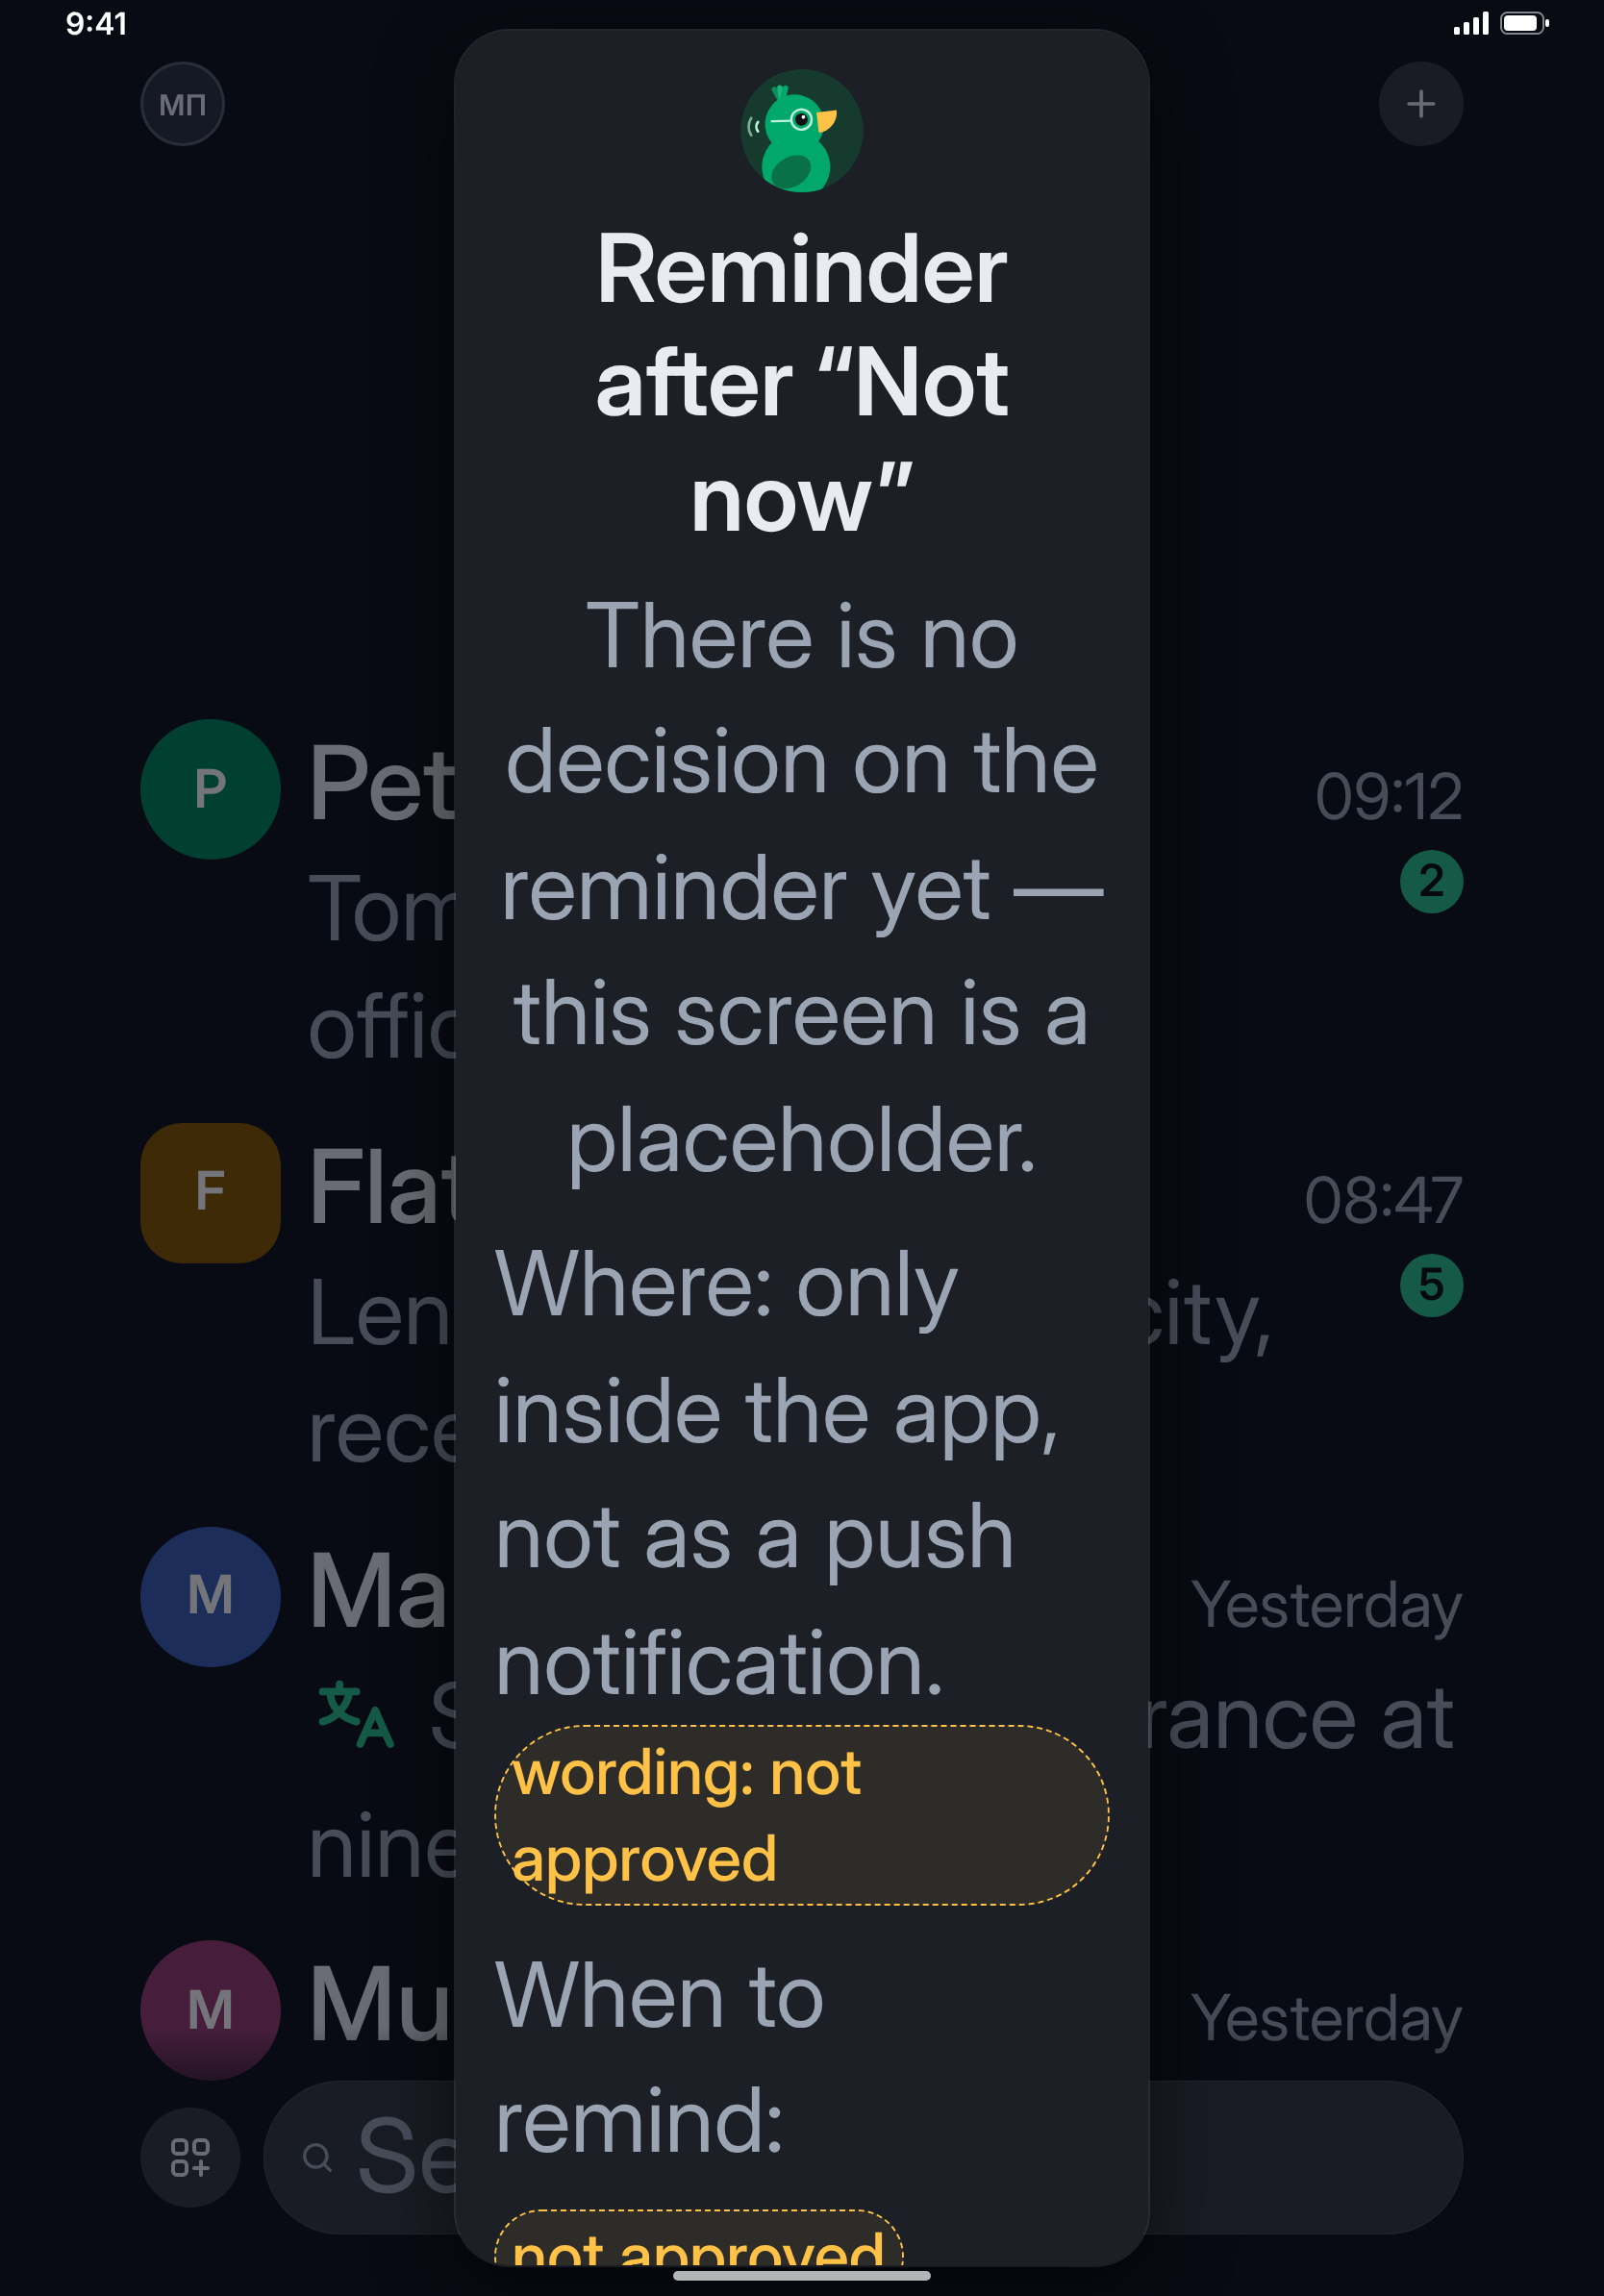 9:41
МП
Reminder
after “Not
now”
There is no
decision on the
reminder yet —
this screen is a
placeholder.
Where: only
inside the app,
not as a push
notification.
wording: not
approved
When to
remind:
not approved
P
Pet
09:12
Tom
2
offic
F
Flat
08:47
Len
city,
5
rece
M
Ma
Yesterday
S
rance at
nine
M
Mu
Yesterday
Se